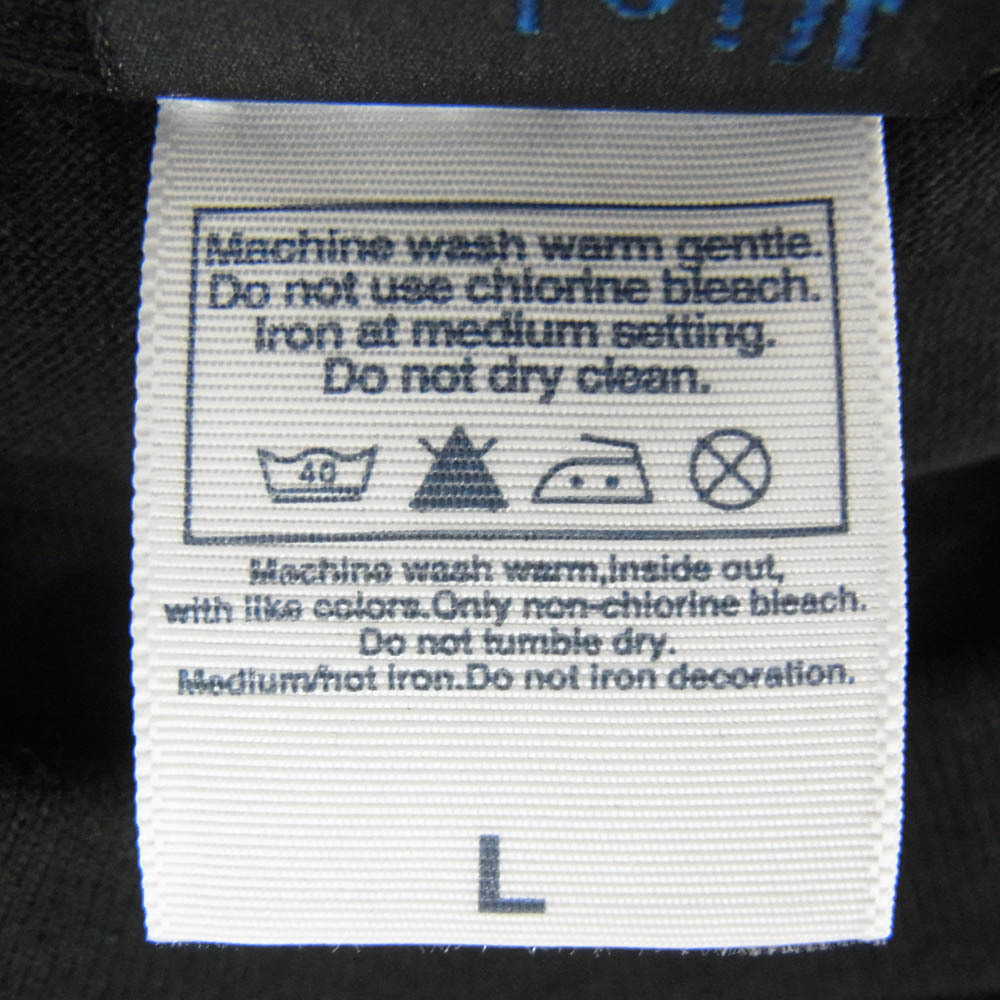 Machine wash warm gentle.
Do not use chlorine bleach.
Iron at medium setting.
Do not dry clean.
40
Machine wash warm,inside out,
with like colors.Only non-chlorine bleach.
Do not tumble dry.
Medium/hot iron.Do not iron decoration.
L